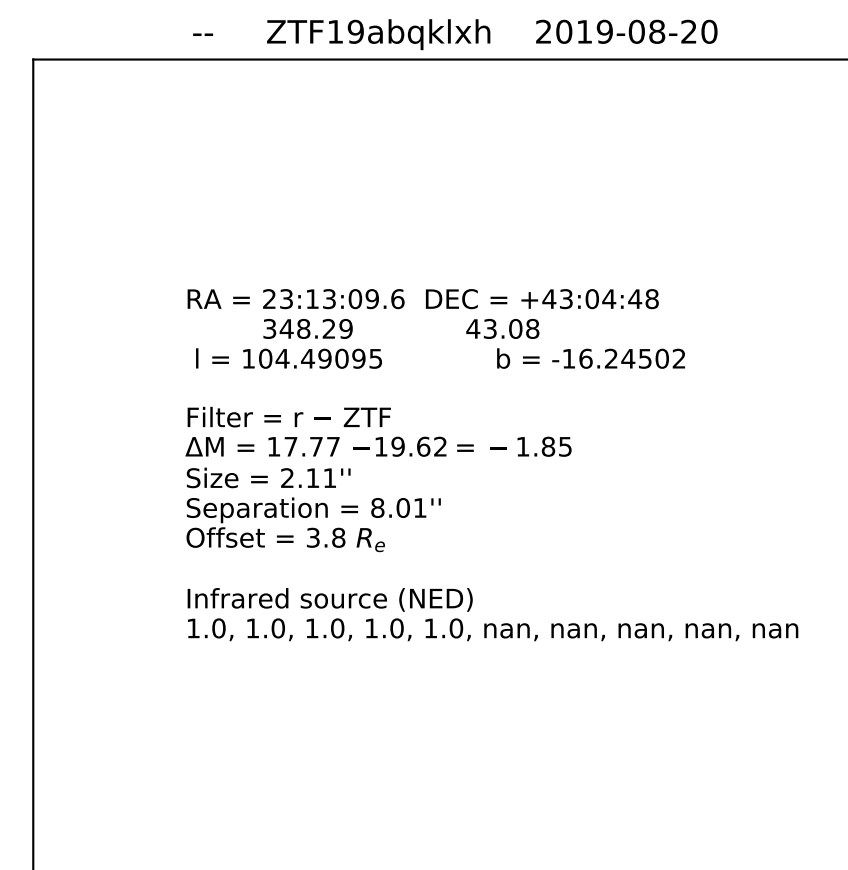 -- ZTF19abqklxh 2019-08-20
RA = 23:13:09.6 DEC = +43:04:48
348.29 43.08
l = 104.49095 b = -16.24502
Filter = r − ZTF
ΔM = 17.77 −19.62 = − 1.85
Size = 2.11''
Separation = 8.01''
Offset = 3.8 Re
Infrared source (NED)
1.0, 1.0, 1.0, 1.0, 1.0, nan, nan, nan, nan, nan